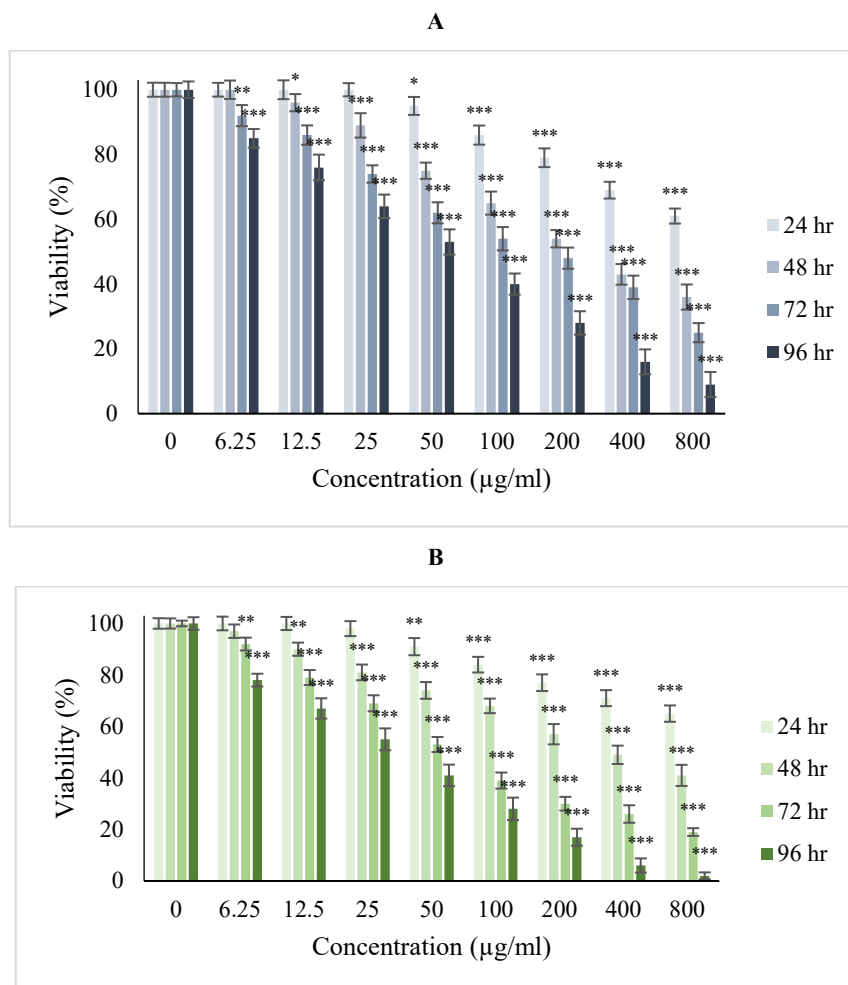 A
100
80
60
40
20
0
Viability (%)
* ** *** * *** *** *** *** *** * *** *** *** *** *** *** *** *** *** *** *** *** *** *** *** *** *** *** ***
0 6.25 12.5 25 50 100 200 400 800
Concentration (µg/ml)
24 hr
48 hr
72 hr
96 hr
B
100
80
60
40
20
0
Viability (%)
** *** ** *** *** *** *** *** ** *** *** *** *** *** *** *** *** *** *** *** *** *** *** *** *** *** *** ***
0 6.25 12.5 25 50 100 200 400 800
Concentration (µg/ml)
24 hr
48 hr
72 hr
96 hr